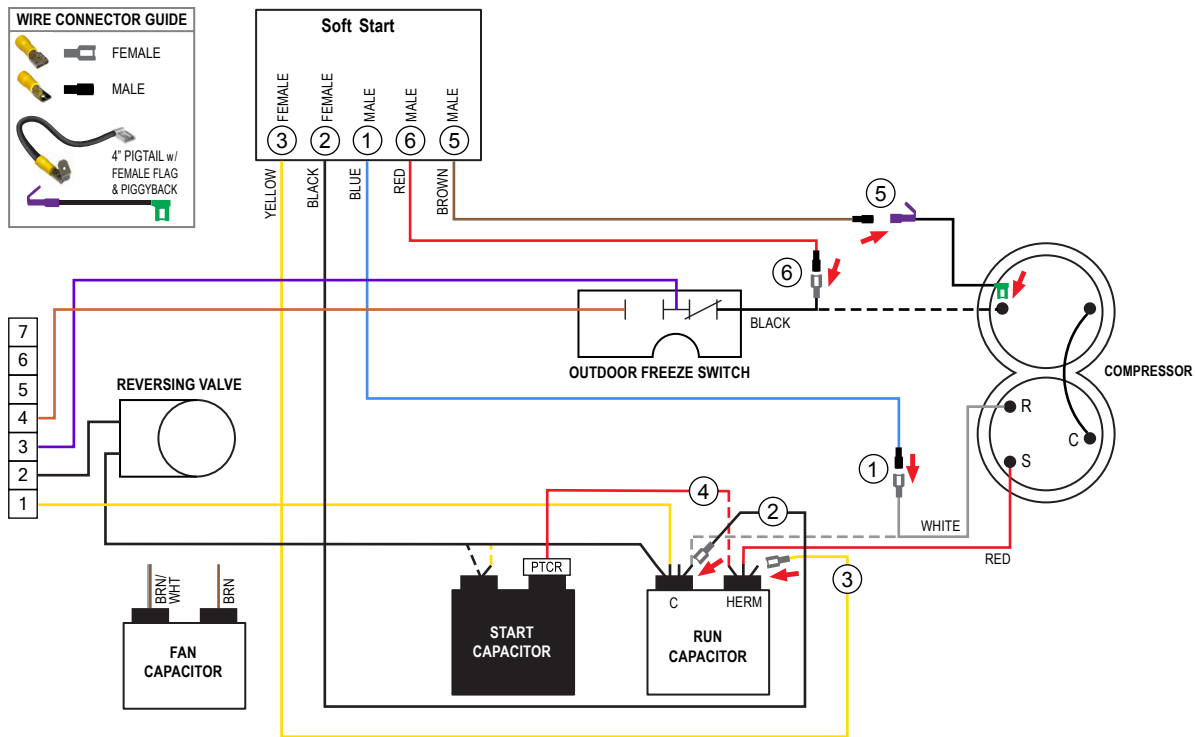 WIRE CONNECTOR GUIDE
FEMALE
MALE
4" PIGTAIL w/
FEMALE FLAG
& PIGGYBACK
Soft Start
FEMALE
FEMALE
MALE
MALE
MALE
3
2
1
6
5
YELLOW
BLACK
BLUE
RED
BROWN
5
6
BLACK
OUTDOOR FREEZE SWITCH
COMPRESSOR
R
C
S
7
6
5
4
3
2
1
REVERSING VALVE
1
4
2
WHITE
RED
3
BRN/
WHT
BRN
FAN
CAPACITOR
PTCR
START
CAPACITOR
C
HERM
RUN
CAPACITOR